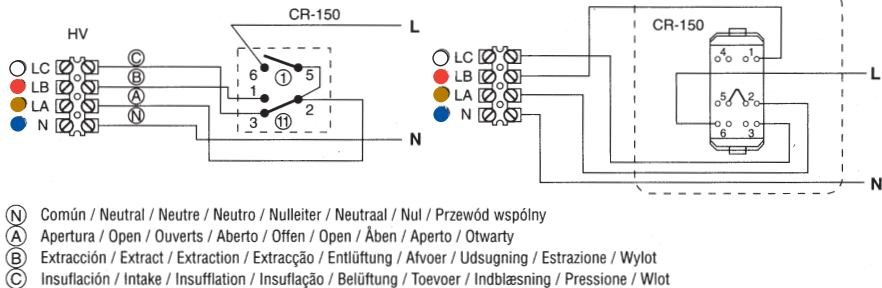 CR-150
L
HV
LC
LB
LA
N
C
B
A
N
6
1
5
1
2
3
11
N
CR-150
LC
LB
LA
N
4
1
5
2
6
3
L
N
N Común / Neutral / Neutre / Neutro / Nulleiter / Neutraal / Nul / Przewód wspólny
A Apertura / Open / Ouverts / Aberto / Offen / Open / Åben / Aperto / Otwarty
B Extracción / Extract / Extraction / Extracção / Entlüftung / Afvoer / Udsugning / Estrazione / Wylot
C Insuflación / Intake / Insufflation / Insuflação / Belüftung / Toevoer / Indblæsning / Pressione / Wlot